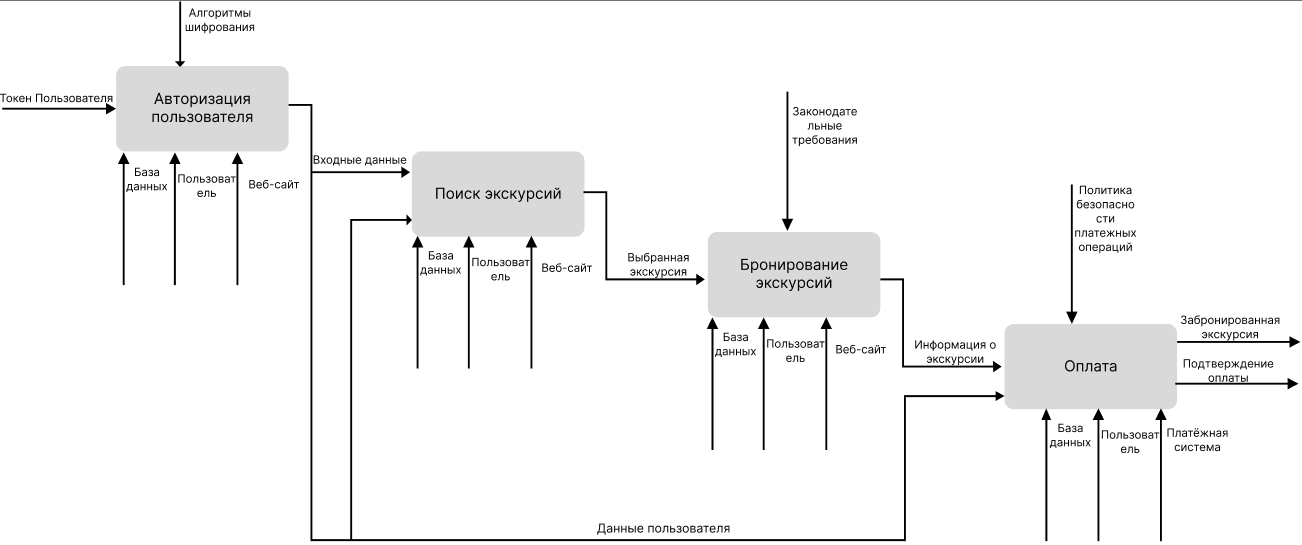 Алгоритмы
шифрования
Токен Пользователя
Авторизация
пользователя
База
данных
Пользоват
ель
Веб-сайт
Входные данные
Поиск экскурсий
База
данных
Пользоват
ель
Веб-сайт
Выбранная
экскурсия
Законодате
льные
требования
Бронирование
экскурсий
База
данных
Пользоват
ель
Веб-сайт
Информация о
экскурсии
Политика
безопасно
сти
платежных
операций
Оплата
Забронированная
экскурсия
Подтверждение
оплаты
База
данных
Пользоват
ель
Платёжная
система
Данные пользователя